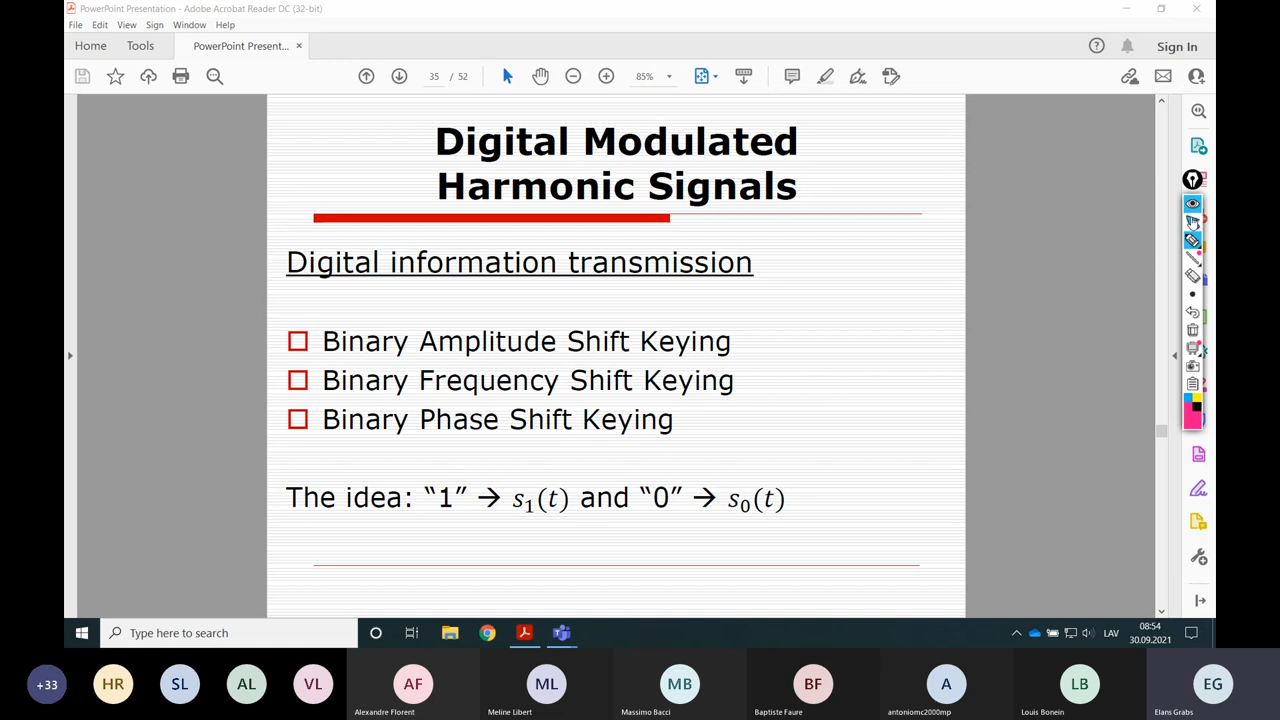 PowerPoint Presentation - Adobe Acrobat Reader DC (32-bit)
File Edit View Sign Window Help
Home Tools PowerPoint Present... × Sign In
35 / 52 85%
Digital Modulated
Harmonic Signals
Digital information transmission
Binary Amplitude Shift Keying
Binary Frequency Shift Keying
Binary Phase Shift Keying
The idea: “1” → s₁(t) and “0” → s₀(t)
Type here to search
LAV
08:54
30.09.2021
+33 HR SL AL VL AF ML MB BF A LB EG
Alexandre Florent Meline Libert Massimo Bacci Baptiste Faure antoniomc2000mp Louis Bonein Elans Grabs